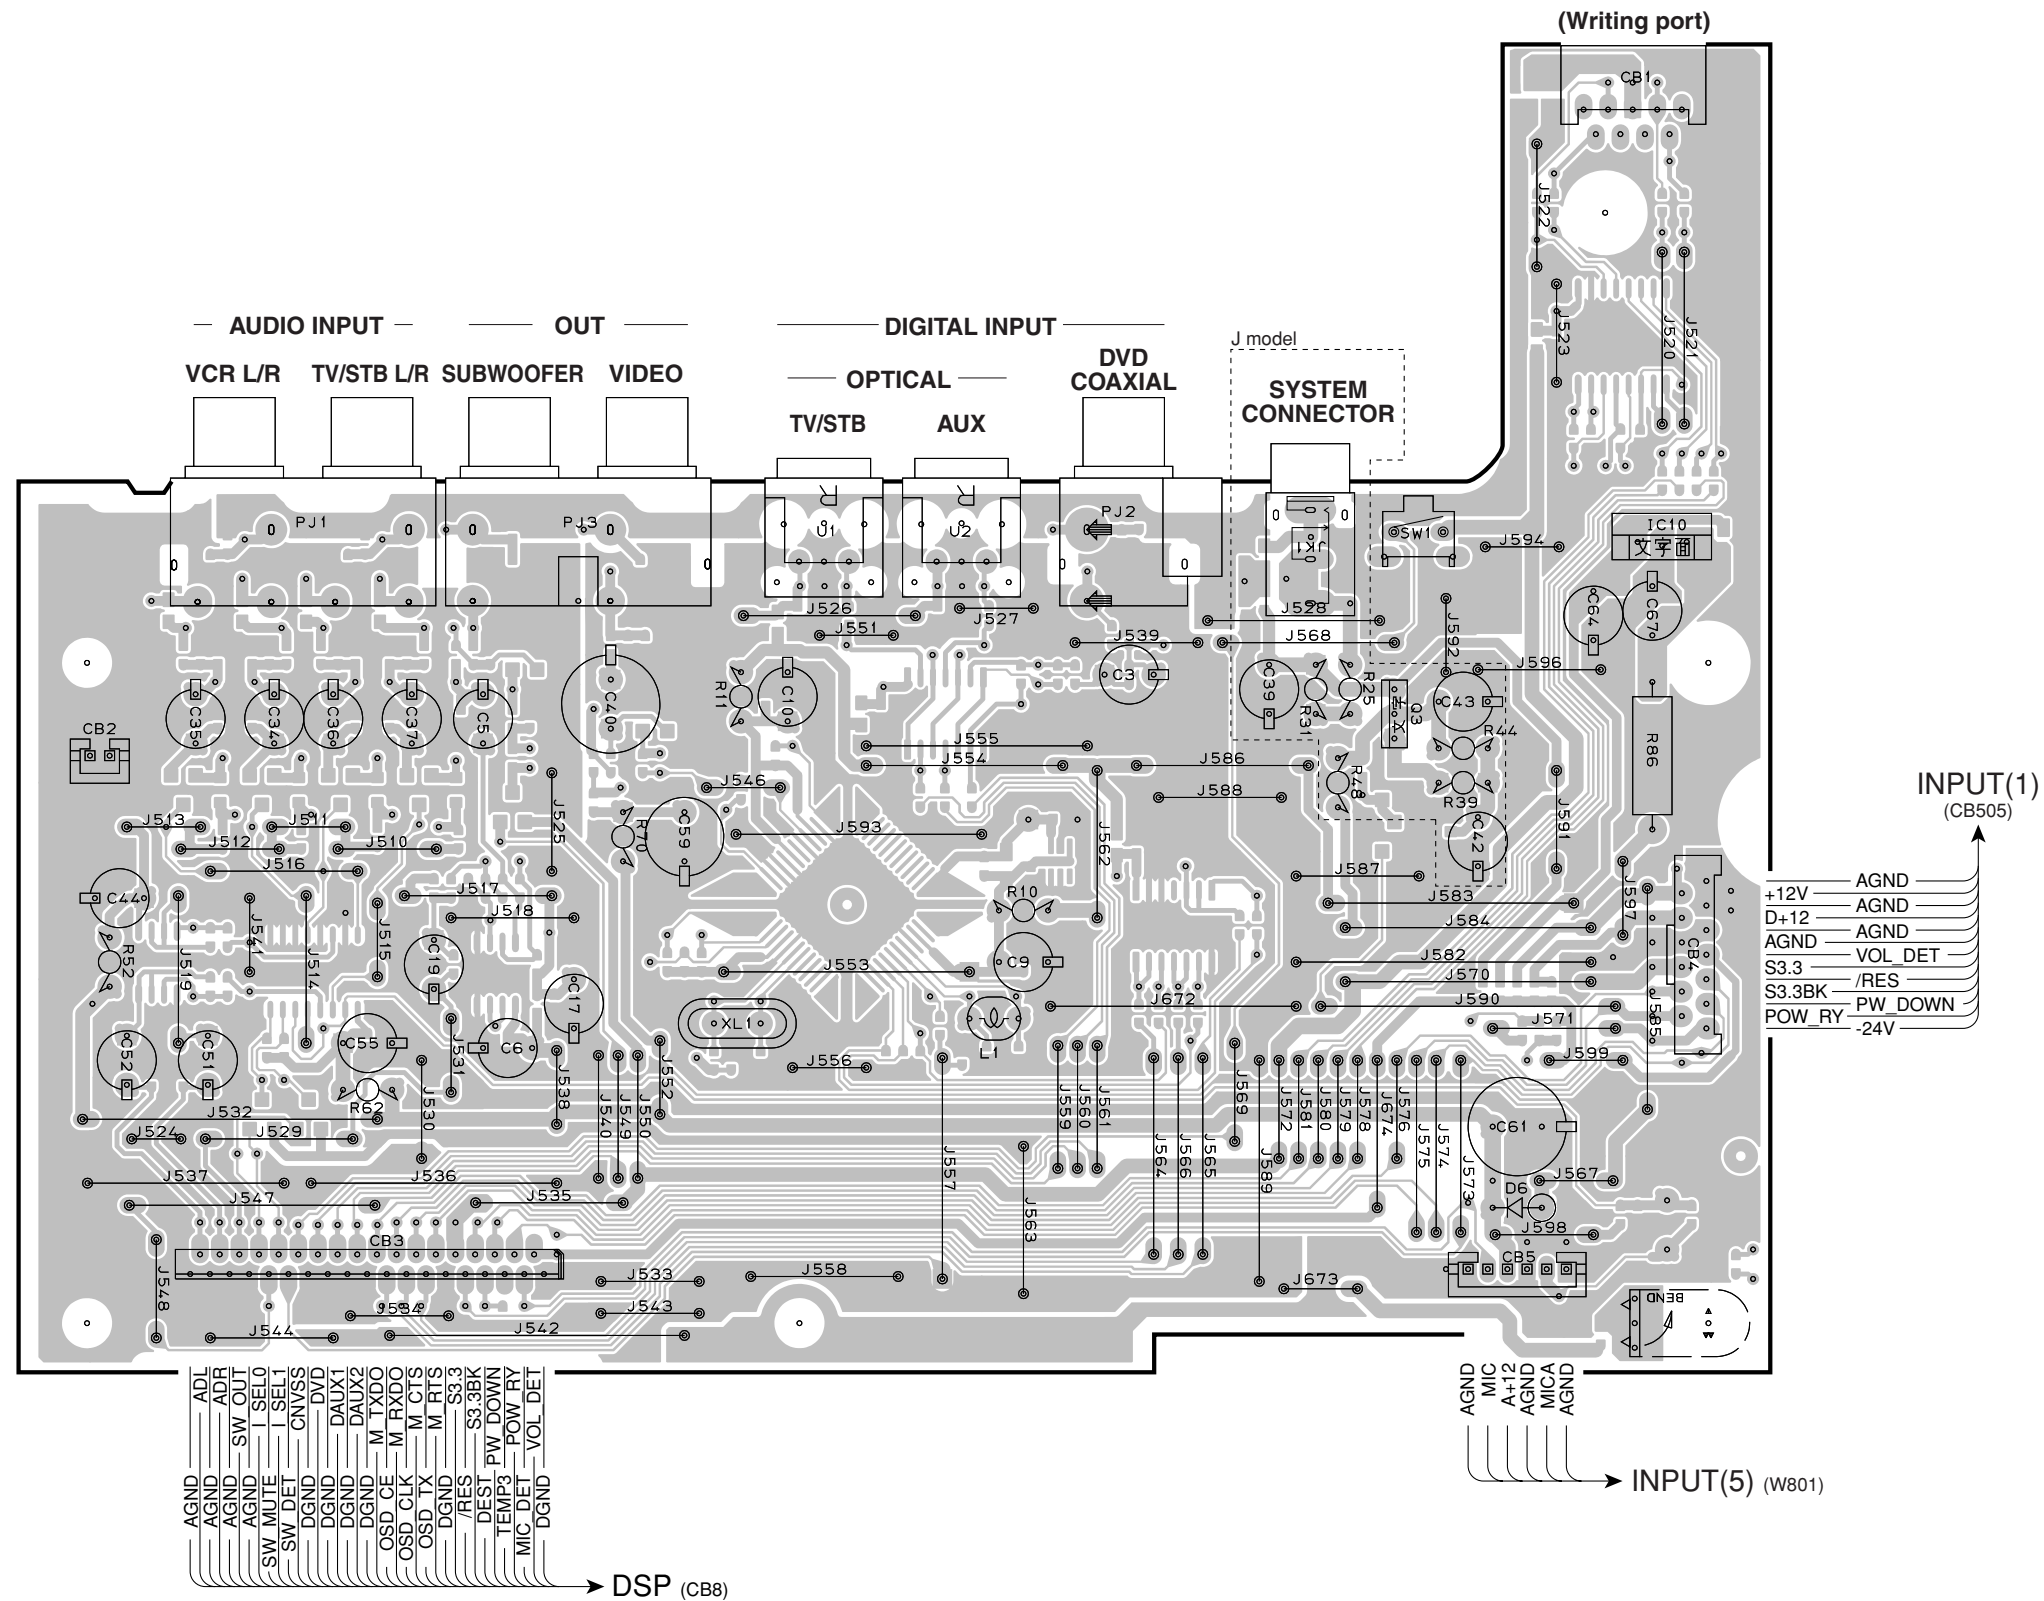 (Writing port)
CB1
J522
J523
J520
J521
AUDIO INPUT
OUT
DIGITAL INPUT
J model
VCR L/R
TV/STB L/R
SUBWOOFER
VIDEO
OPTICAL
DVD
COAXIAL
SYSTEM
CONNECTOR
TV/STB
AUX
R
R
PJ1
PJ3
U1
U2
PJ2
JK1
SW1
J594
IC10
文字面
C64
C67
J526
J527
J551
J539
J528
J568
J592
J596
C35
C34
C36
C37
C5
C40
R11
C10
C3
C39
R31
R25
Q3
C43
R44
R86
CB2
J555
J554
J546
J586
J588
R48
R39
C42
J591
J513
J511
J512
J510
J516
J525
R70
C59
J593
J562
J587
J597
INPUT(1)
(CB505)
C44
J517
J518
R10
J583
J584
R52
J519
J541
J514
J515
C19
C17
J553
C9
J582
J570
CB4
J585
AGND
+12V
AGND
D+12
AGND
AGND
VOL_DET
S3.3
/RES
S3.3BK
PW_DOWN
POW_RY
-24V
XL1
L1
J672
J590
J571
J599
C52
C51
C55
R62
J530
J531
C6
J538
J540
J549
J550
J552
J556
J557
J559
J560
J561
J564
J566
J565
J569
J589
J572
J581
J580
J579
J578
J674
J576
J575
J574
J573
C61
J532
J524
J529
J537
J536
J547
J535
J563
J567
D6
J598
CB3
CB5
J548
J533
J558
J673
J534
J543
J544
J542
BEND
ADL
ADR
SW_OUT
I_SEL0
I_SEL1
CNVSS
DVD
DAUX1
DAUX2
M_TXDO
M_RXDO
M_CTS
M_RTS
S3.3
S3.3BK
PW_DOWN
POW_RY
VOL_DET
AGND
AGND
AGND
AGND
SW_MUTE
SW_DET
DGND
DGND
DGND
DGND
OSD_CE
OSD_CLK
OSD_TX
DGND
/RES
DEST
TEMP3
MIC_DET
DGND
DSP (CB8)
AGND
MIC
A+12
AGND
MICA
AGND
INPUT(5) (W801)